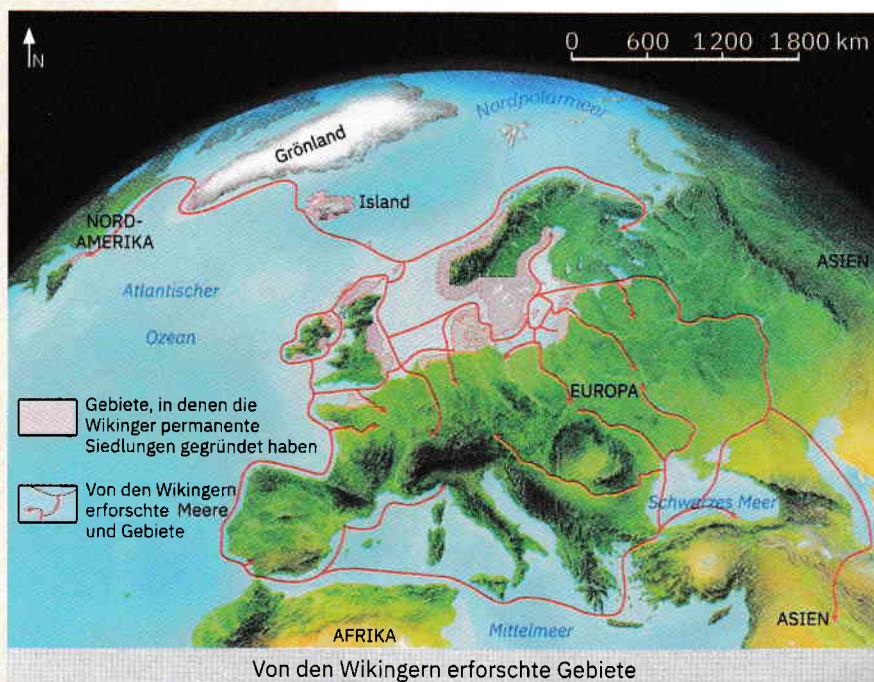 N
0 600 1200 1800 km
Nordpolarmeer
Grönland
Island
NORD-
AMERIKA
ASIEN
Atlantischer
Ozean
EUROPA
Gebiete, in denen die
Wikinger permanente
Siedlungen gegründet haben
Von den Wikingern
erforschte Meere
und Gebiete
Schwarzes Meer
ASIEN
AFRIKA
Mittelmeer
Von den Wikingern erforschte Gebiete